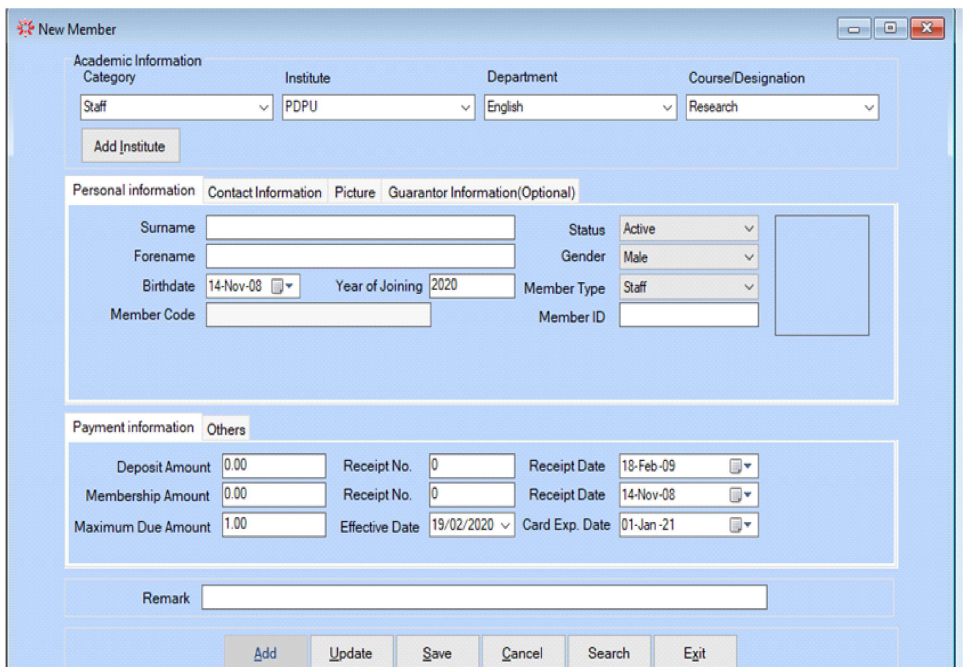 New Member
Academic Information
Category Institute Department Course/Designation
Staff PDPU English Research
Add Institute
Personal information Contact Information Picture Guarantor Information(Optional)
Surname Status Active
Forename Gender Male
Birthdate 14-Nov-08 Year of Joining 2020 Member Type Staff
Member Code Member ID
Payment information Others
Deposit Amount 0.00 Receipt No. 0 Receipt Date 18-Feb-09
Membership Amount 0.00 Receipt No. 0 Receipt Date 14-Nov-08
Maximum Due Amount 1.00 Effective Date 19/02/2020 Card Exp. Date 01-Jan-21
Remark
Add Update Save Cancel Search Exit